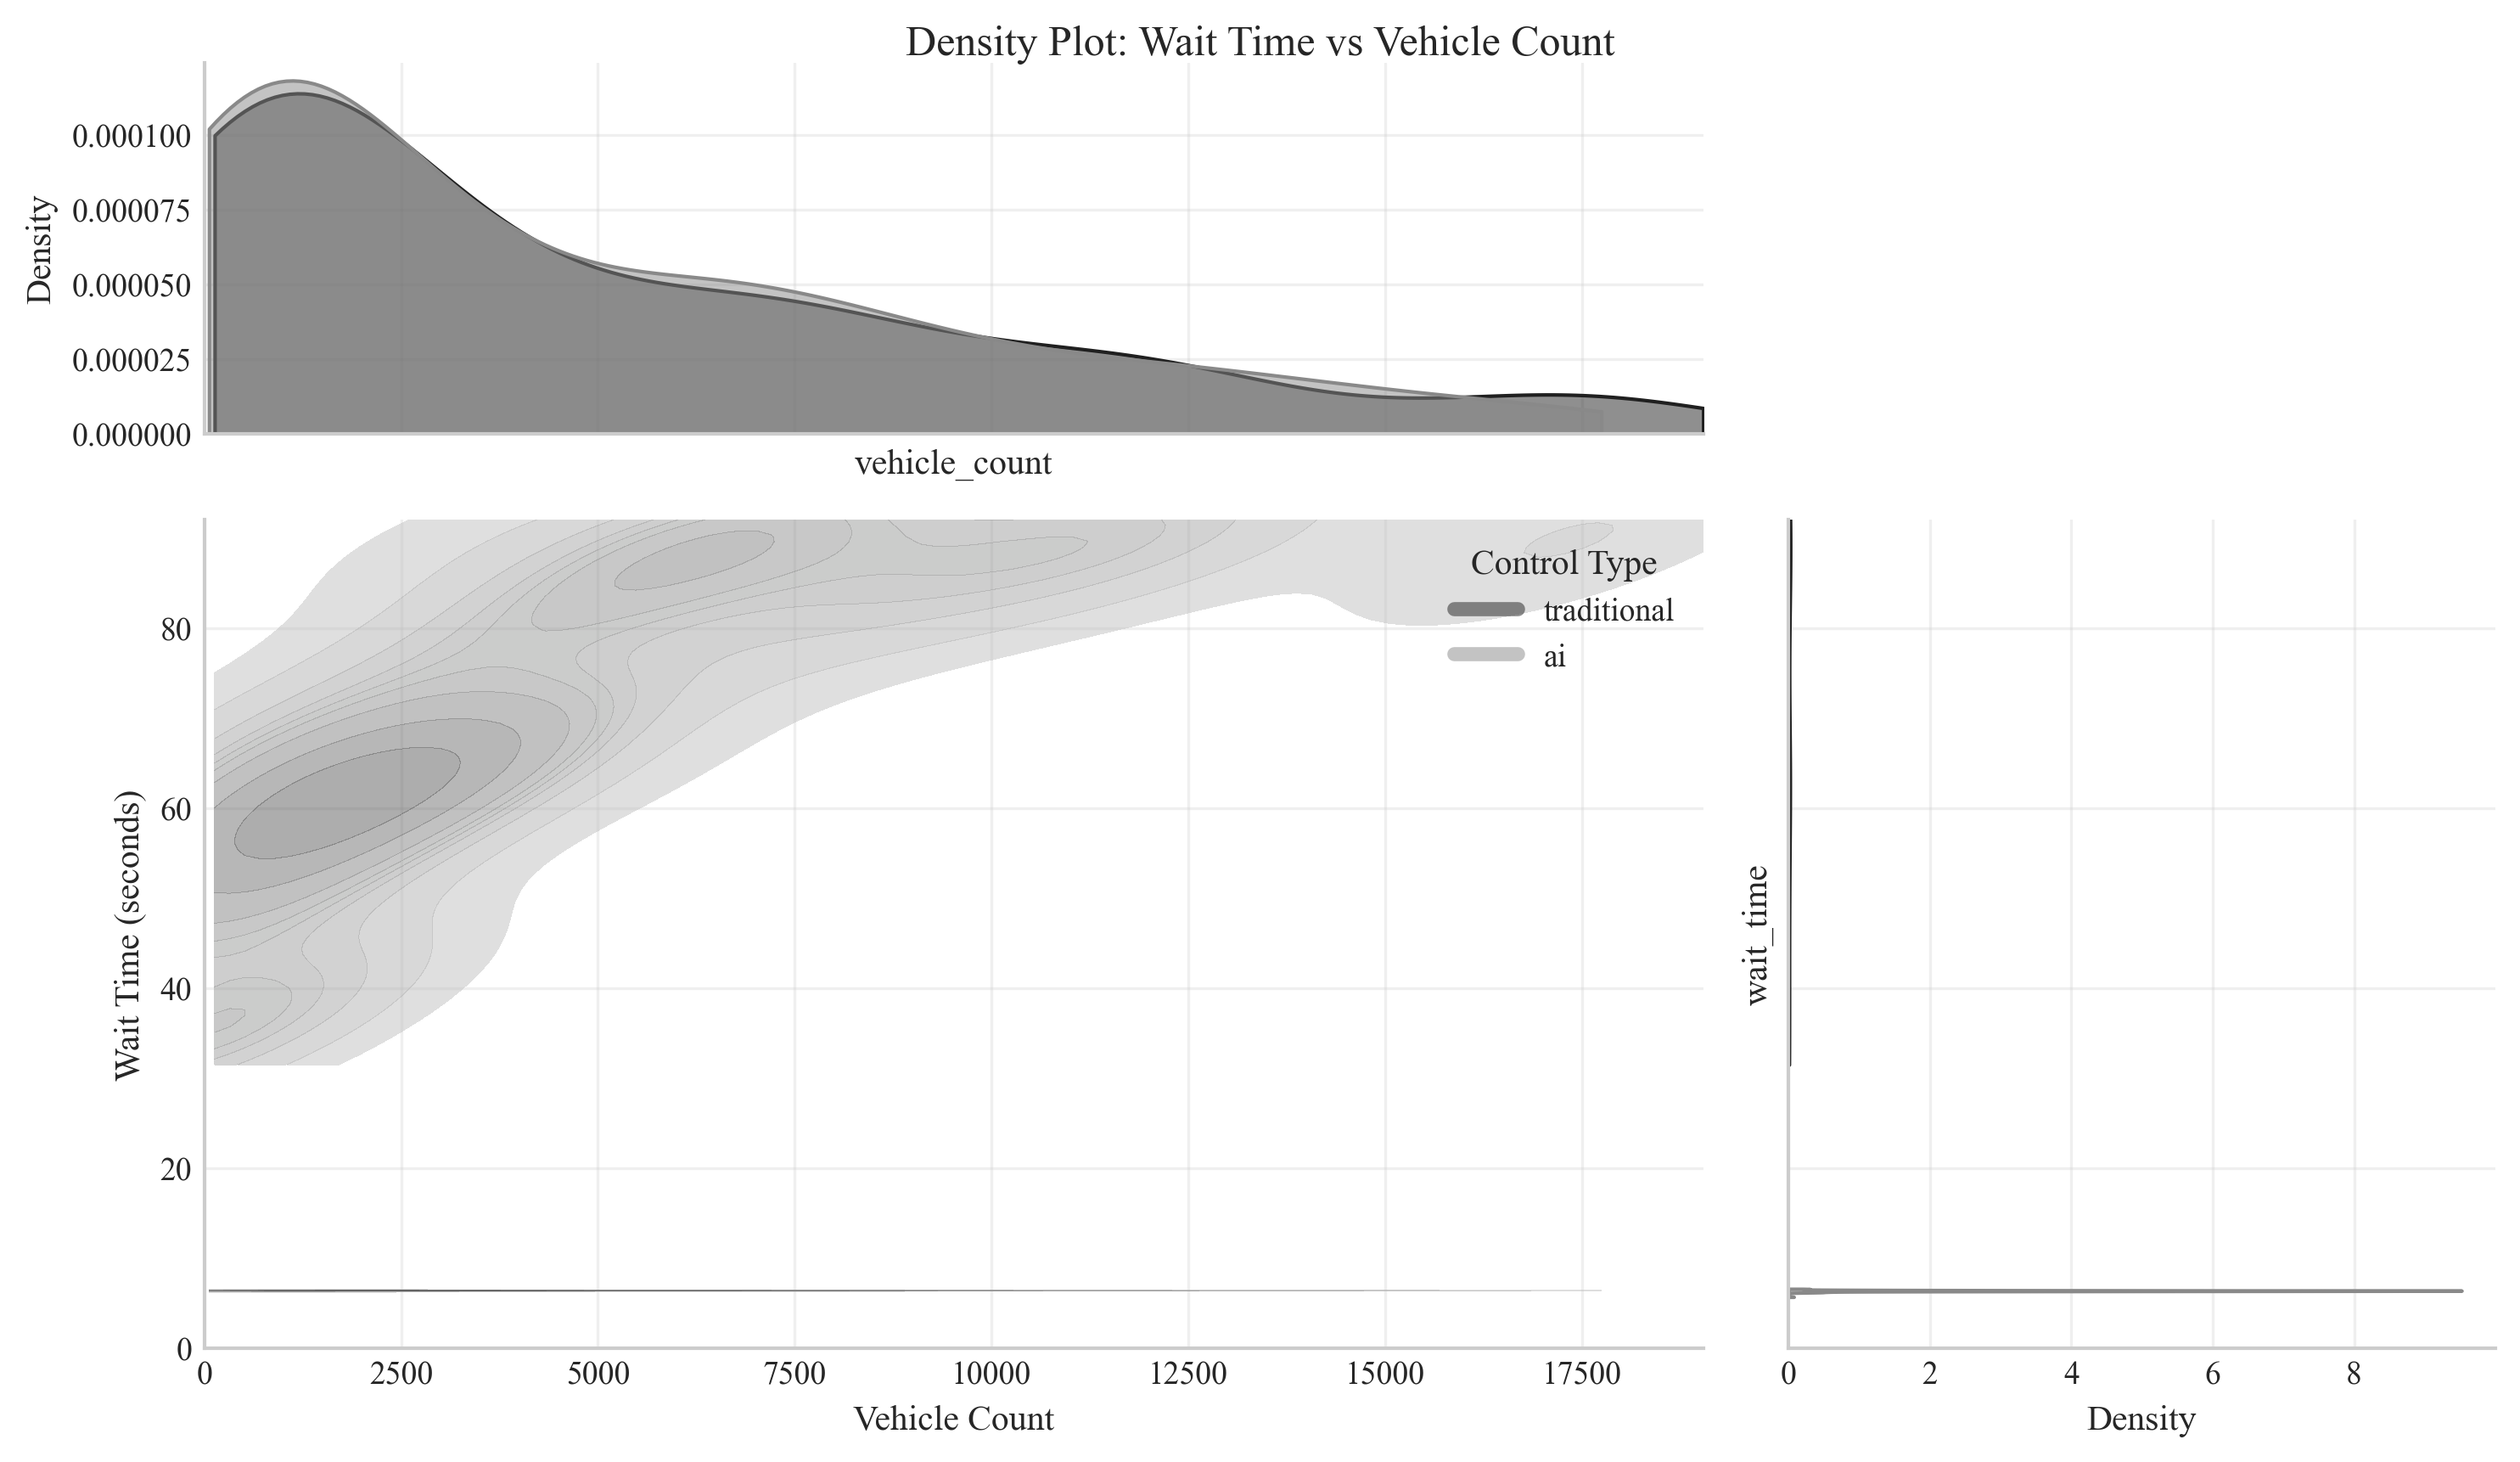 Density Plot: Wait Time vs Vehicle Count
Density
0.000100
0.000075
0.000050
0.000025
0.000000
vehicle_count
Control Type
traditional
ai
Wait Time (seconds)
80
60
40
20
0
0 2500 5000 7500 10000 12500 15000 17500
Vehicle Count
wait_time
0 2 4 6 8
Density